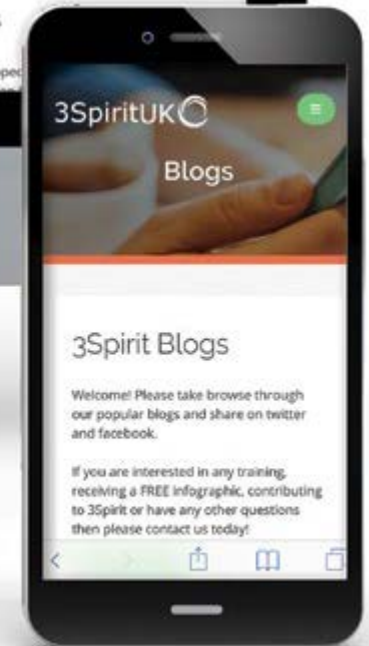 3SpiritUK
Blogs
3Spirit Blogs
Welcome! Please take browse through
our popular blogs and share on twitter
and facebook.
If you are interested in any training,
receiving a FREE infographic, contributing
to 3Spirit or have any other questions
then please contact us today!